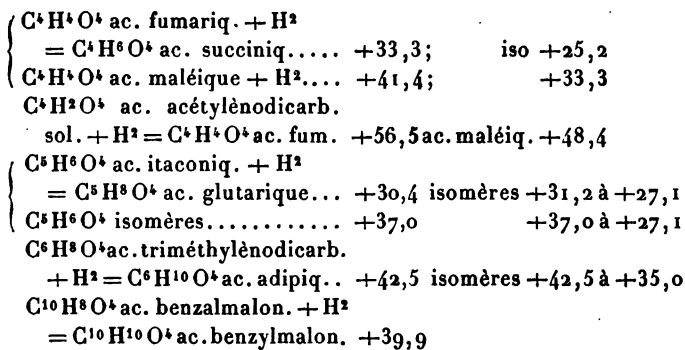 C⁴H⁴O⁴ ac. fumariq. + H²
= C⁴H⁶O⁴ ac. succiniq..... +33,3; iso +25,2
C⁴H⁴O⁴ ac. maléique + H².... +41,4; +33,3
C⁴H²O⁴ ac. acétylènodicarb.
sol. + H² = C⁴H⁴O⁴ ac. fum. +56,5 ac. maléiq. +48,4
C⁵H⁶O⁴ ac. itaconiq. + H²
= C⁵H⁸O⁴ ac. glutarique... +30,4 isomères +31,2 à +27,1
C⁵H⁶O⁴ isomères............ +37,0 +37,0 à +27,1
C⁶H⁸O⁴ ac. triméthylènodicarb.
+ H² = C⁶H¹⁰O⁴ ac. adipiq.. +42,5 isomères +42,5 à +35,0
C¹⁰H⁸O⁴ ac. benzalmalon. + H²
= C¹⁰H¹⁰O⁴ ac. benzylmalon. +39,9